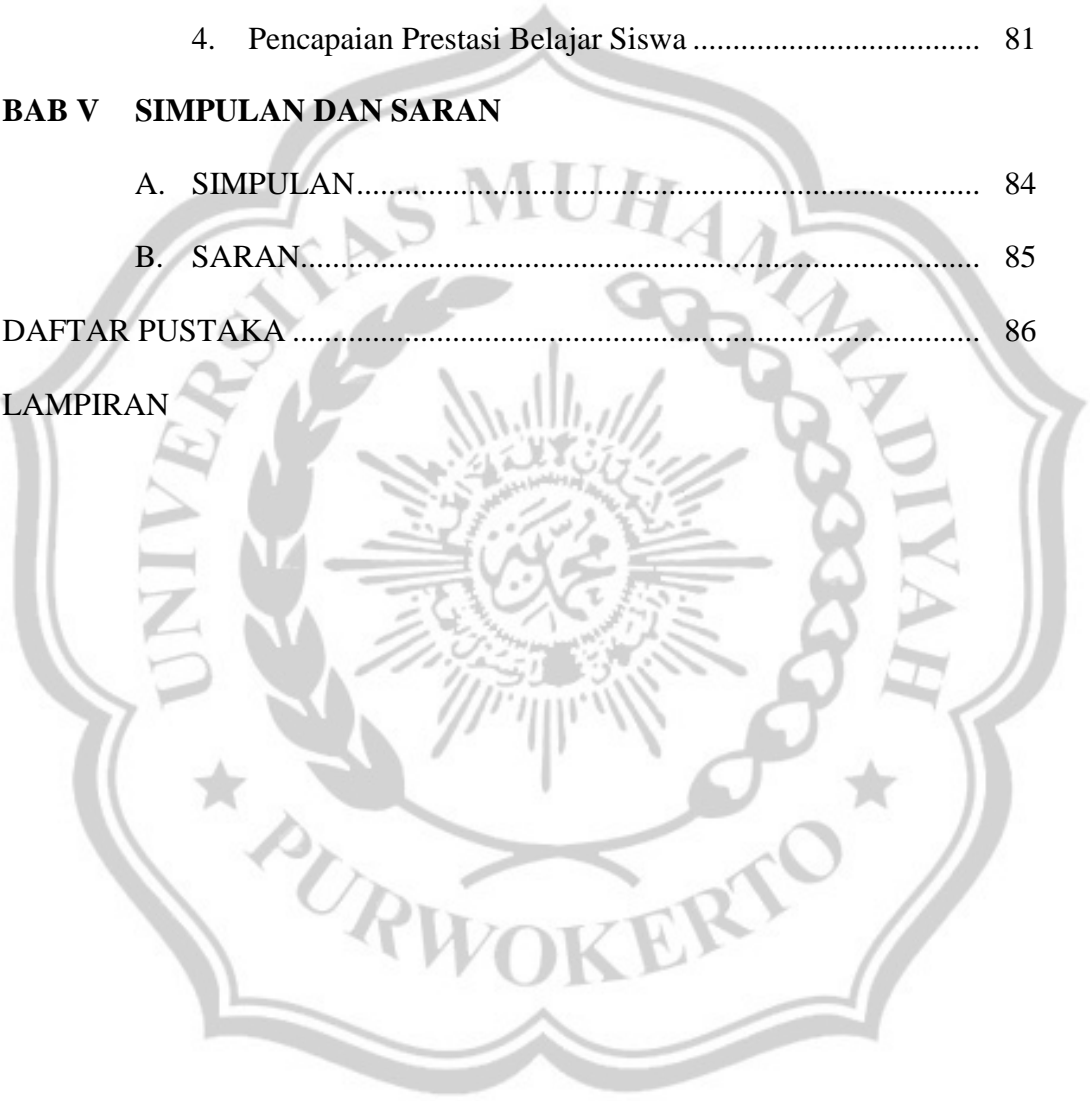 4. Pencapaian Prestasi Belajar Siswa .................................... 81
BAB V SIMPULAN DAN SARAN
A. SIMPULAN.............................................................................. 84
B. SARAN..................................................................................... 85
DAFTAR PUSTAKA ...................................................................................... 86
LAMPIRAN
UNIVERSITAS MUHAMMADIYAH
★ PURWOKERTO ★